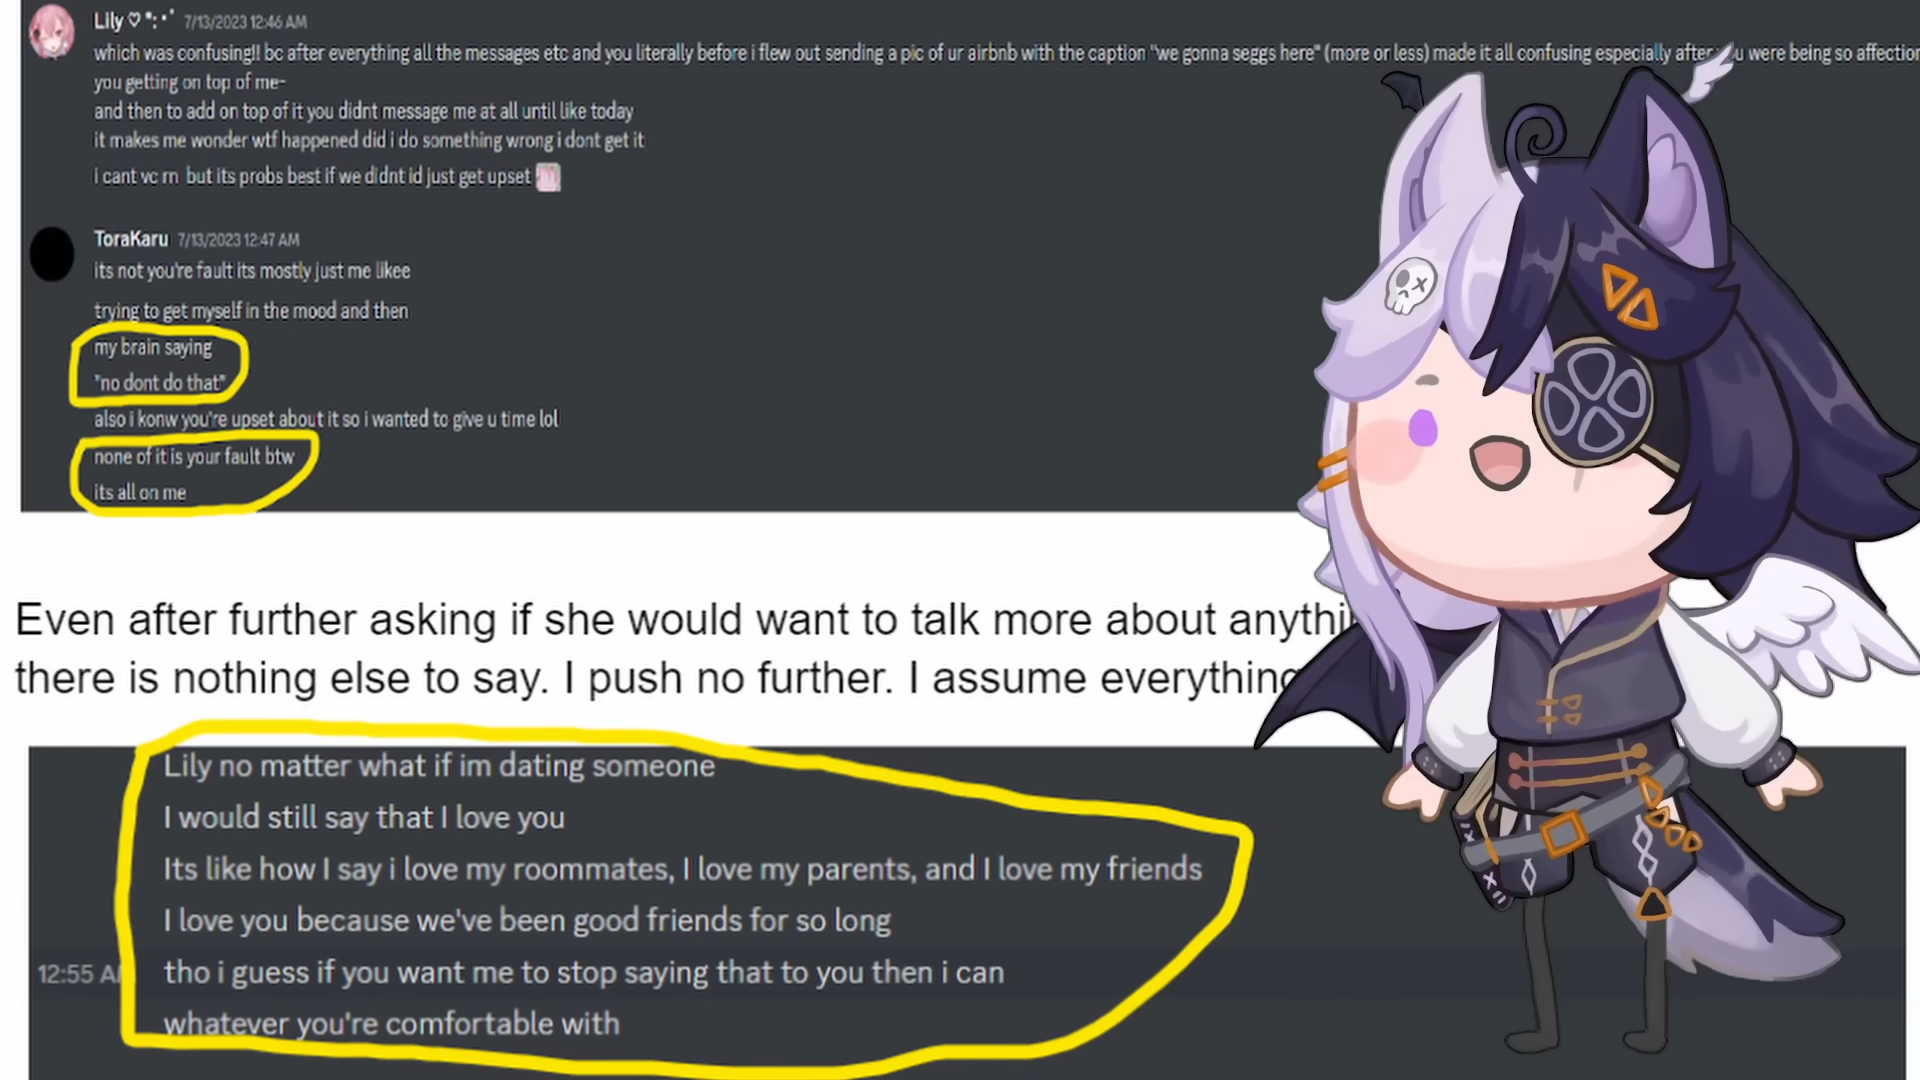 Lily ♡ *:･ﾟ 7/13/2023 12:46 AM
which was confusing!! bc after everything all the messages etc and you literally before i flew out sending a pic of ur airbnb with the caption "we gonna seggs here" (more or less) made it all confusing especially after u were being so affection
you getting on top of me-
and then to add on top of it you didnt message me at all until like today
it makes me wonder wtf happened did i do something wrong i dont get it
i cant vc rn but its probs best if we didnt id just get upset
ToraKaru 7/13/2023 12:47 AM
its not you're fault its mostly just me likee
trying to get myself in the mood and then
my brain saying
"no dont do that"
also i konw you're upset about it so i wanted to give u time lol
none of it is your fault btw
its all on me
Even after further asking if she would want to talk more about anythi
there is nothing else to say. I push no further. I assume everything
Lily no matter what if im dating someone
I would still say that I love you
Its like how I say i love my roommates, I love my parents, and I love my friends
I love you because we've been good friends for so long
12:55 A tho i guess if you want me to stop saying that to you then i can
whatever you're comfortable with